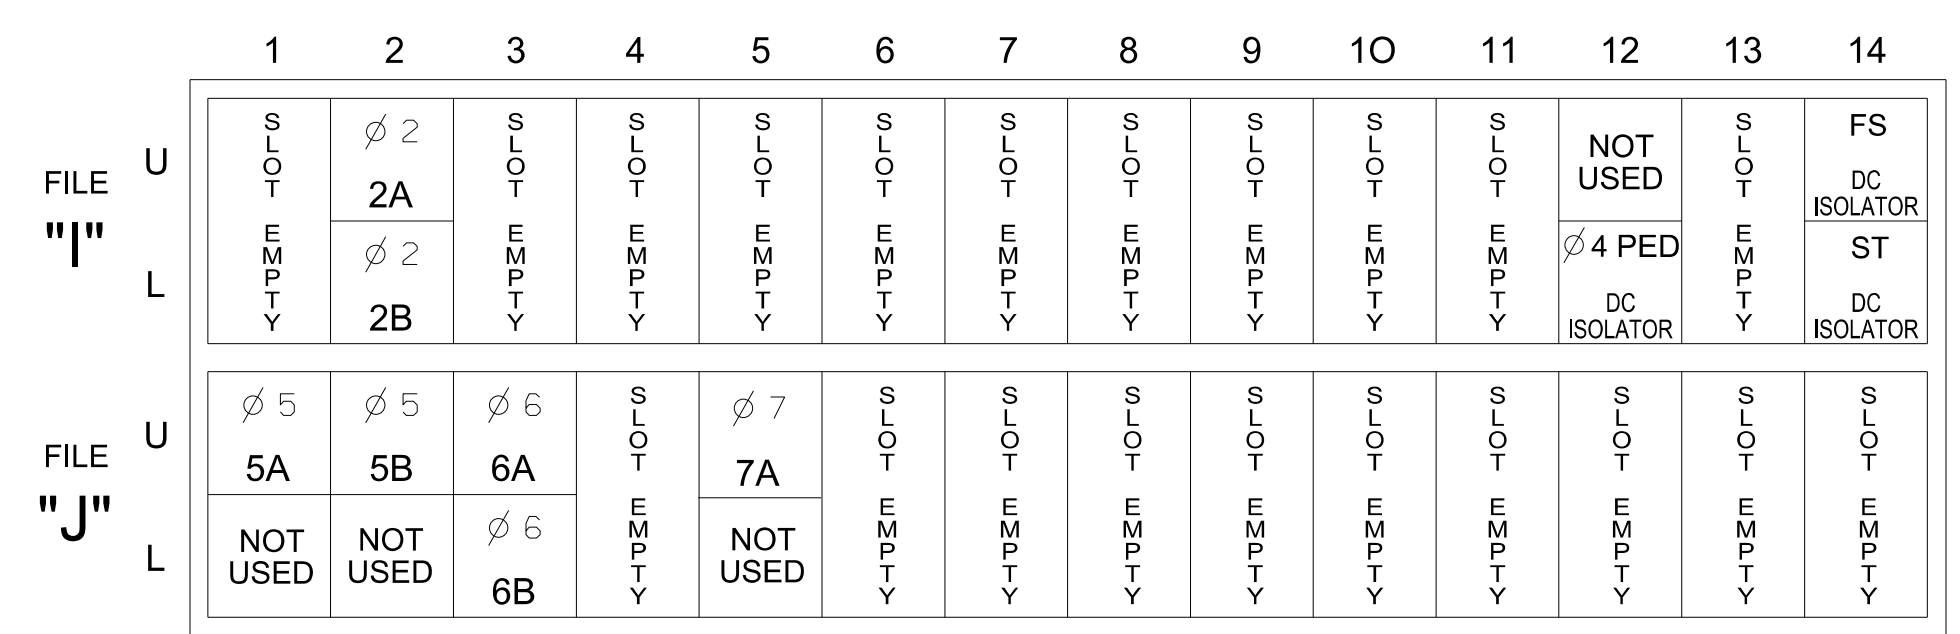 1 2 3 4 5 6 7 8 9 10 11 12 13 14
FILE "I"
U
L
SLOT EMPTY
Ø 2
2A
Ø 2
2B
SLOT EMPTY
SLOT EMPTY
SLOT EMPTY
SLOT EMPTY
SLOT EMPTY
SLOT EMPTY
SLOT EMPTY
SLOT EMPTY
SLOT EMPTY
NOT
USED
Ø 4 PED
DC
ISOLATOR
SLOT EMPTY
FS
DC
ISOLATOR
ST
DC
ISOLATOR
FILE "J"
U
L
Ø 5
5A
NOT
USED
Ø 5
5B
NOT
USED
Ø 6
6A
Ø 6
6B
SLOT EMPTY
Ø 7
7A
NOT
USED
SLOT EMPTY
SLOT EMPTY
SLOT EMPTY
SLOT EMPTY
SLOT EMPTY
SLOT EMPTY
SLOT EMPTY
SLOT EMPTY
SLOT EMPTY